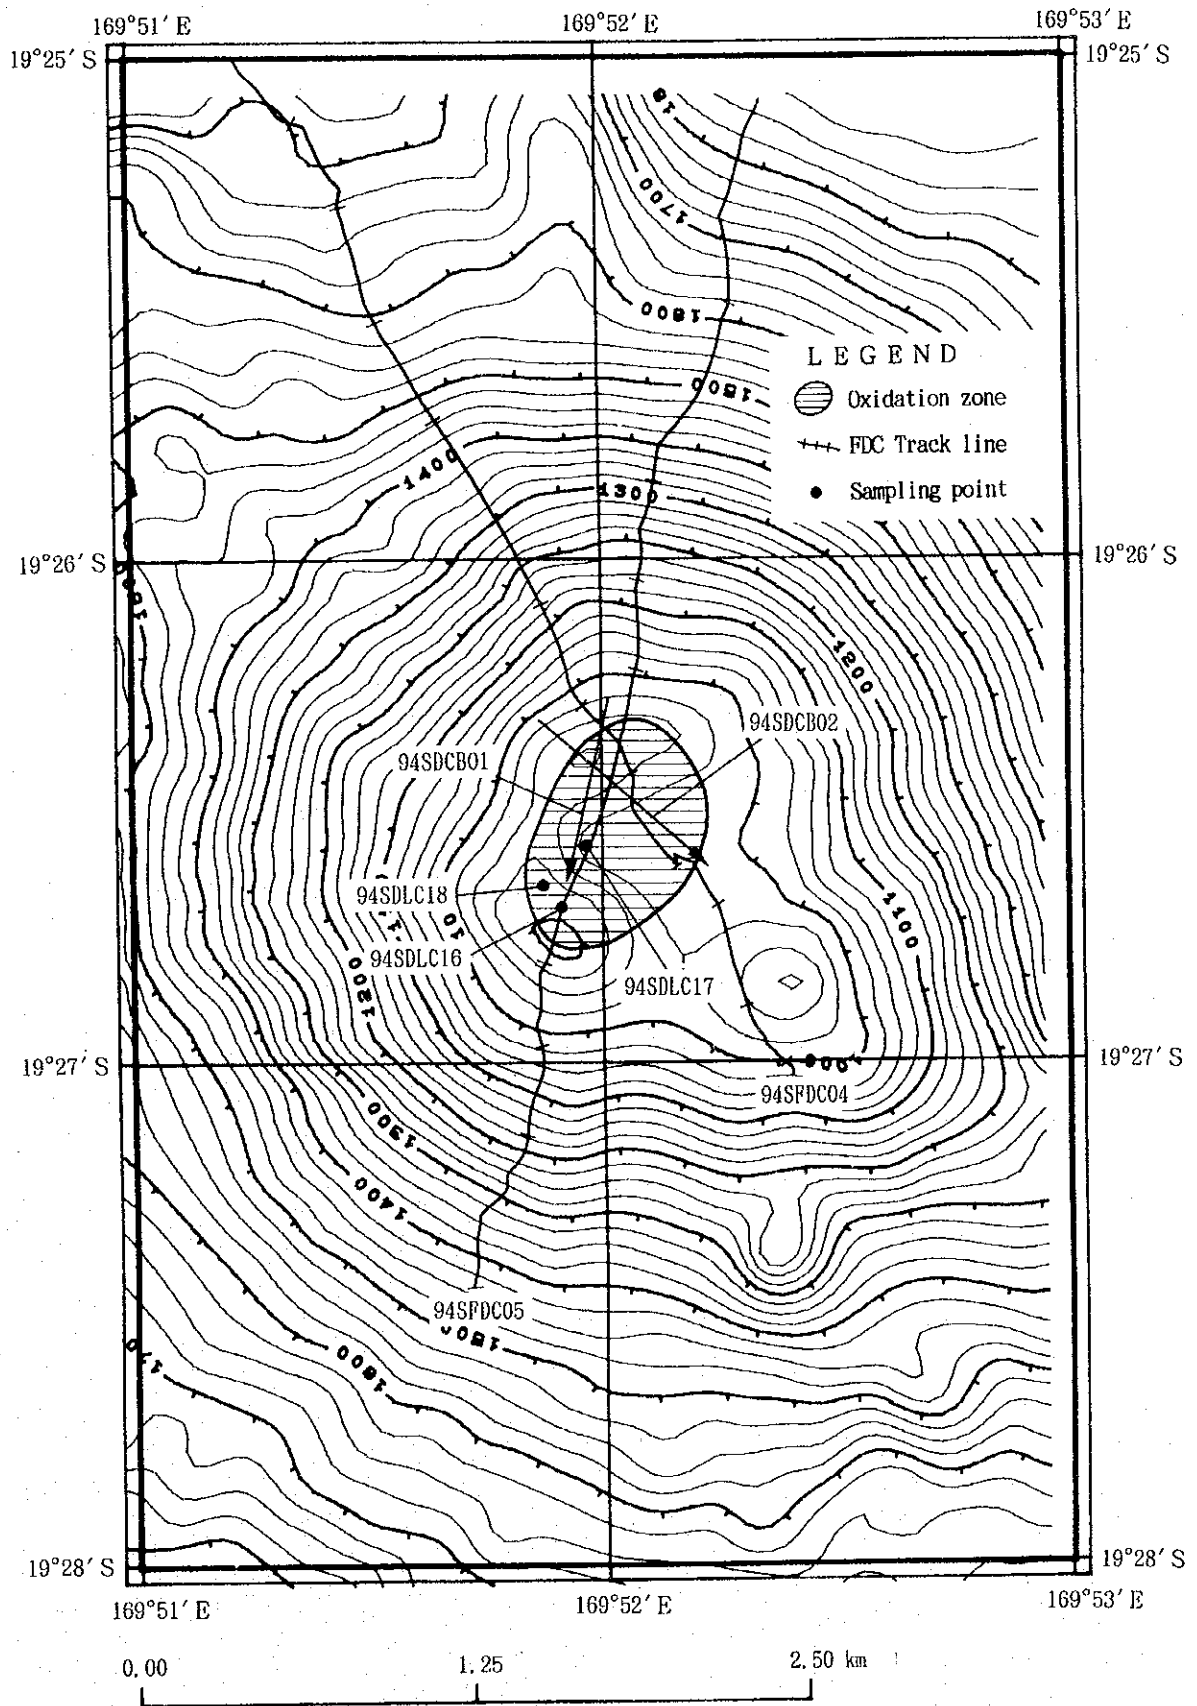 169°51′ E
169°52′ E
169°53′ E
19°25′ S
19°25′ S
1700
1600
LEGEND
1500
Oxidation zone
FDC Track line
1400
1300
Sampling point
19°26′ S
19°26′ S
1200
94SDCB02
94SDCB01
94SDLC18
1100
94SDLC16
94SDLC17
1200
19°27′ S
19°27′ S
94SFDC04
1300
1400
94SFDC05
1500
1600
19°28′ S
19°28′ S
169°51′ E
169°52′ E
169°53′ E
0.00
1.25
2.50 km